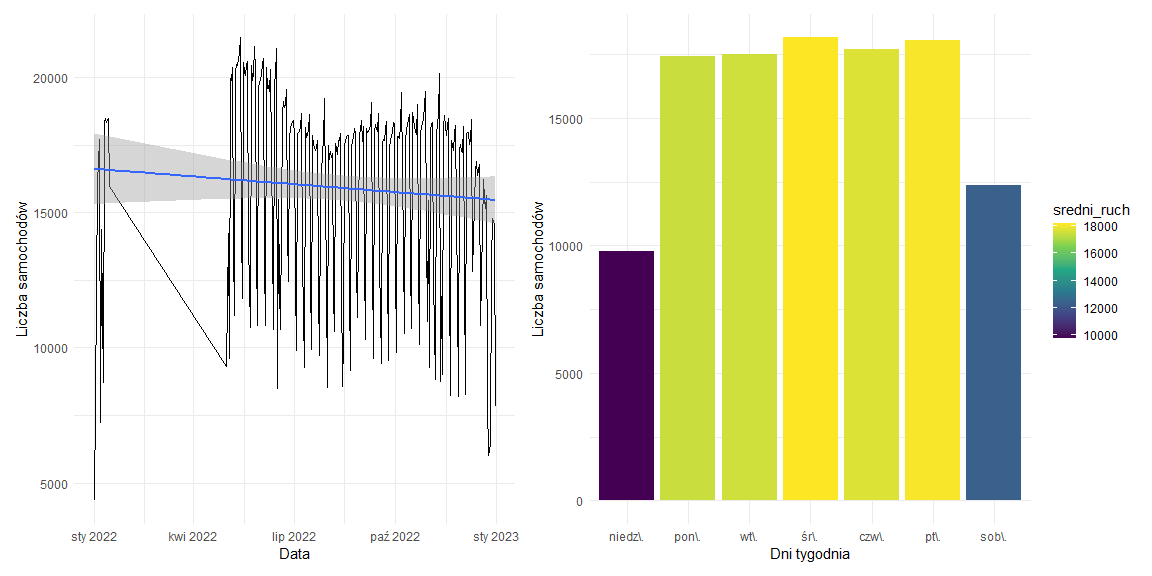 Liczba samochodów
20000
15000
10000
5000
sty 2022
kwi 2022
lip 2022
paź 2022
sty 2023
Data
Liczba samochodów
15000
10000
5000
0
niedz\.
pon\.
wt\.
śr\.
czw\.
pt\.
sob\.
Dni tygodnia
sredni_ruch
18000
16000
14000
12000
10000